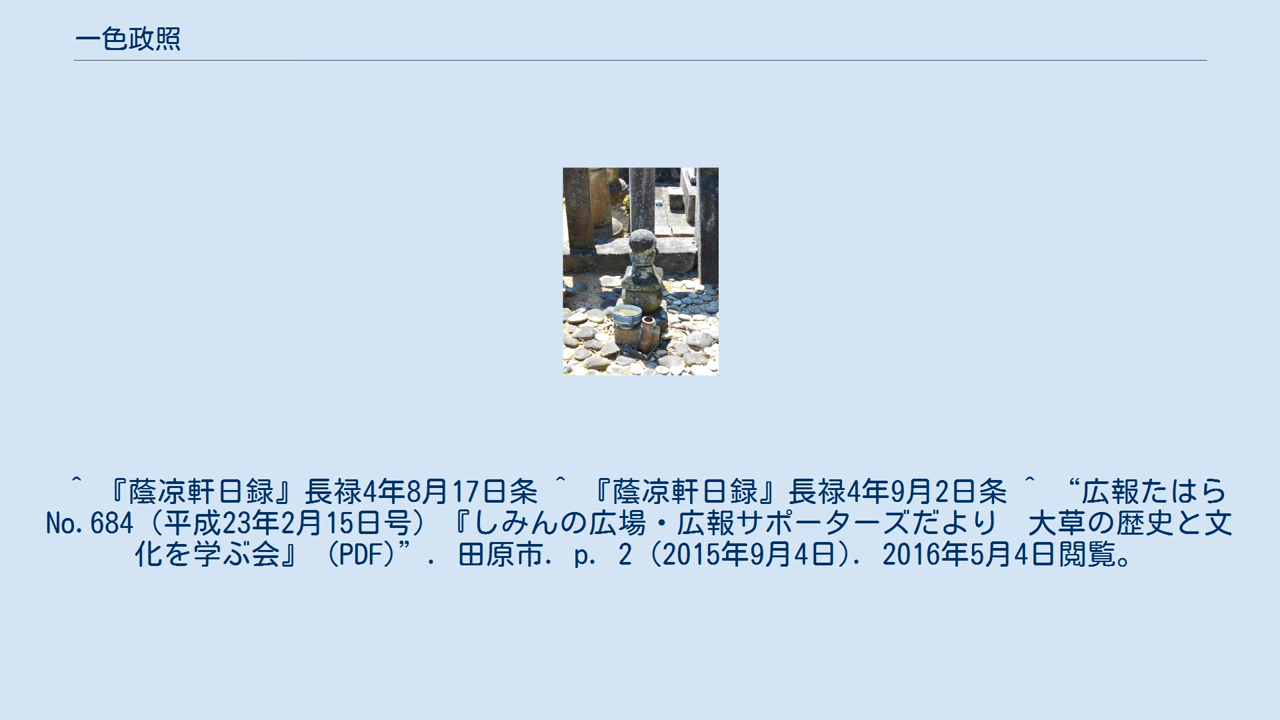 一色政照
^ 『蔭凉軒日録』長禄4年8月17日条 ^ 『蔭凉軒日録』長禄4年9月2日条 ^ “広報たはら
No.684（平成23年2月15日号）『しみんの広場・広報サポーターズだより　大草の歴史と文
化を学ぶ会』（PDF）”. 田原市. p. 2 (2015年9月4日). 2016年5月4日閲覧。